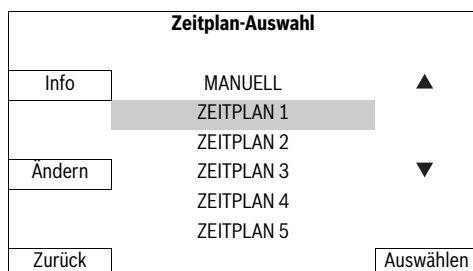 Zeitplan-Auswahl
Info MANUELL ▲
ZEITPLAN 1
ZEITPLAN 2
Ändern ZEITPLAN 3 ▼
ZEITPLAN 4
ZEITPLAN 5
Zurück Auswählen